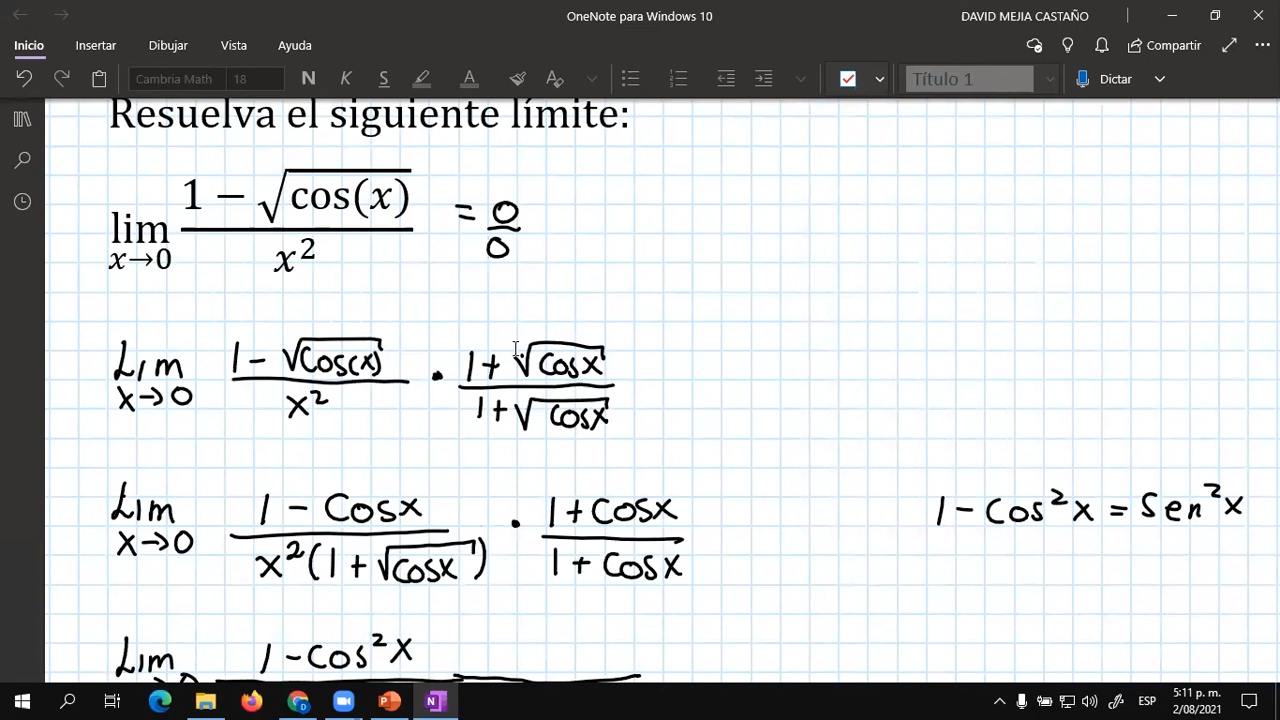 OneNote para Windows 10
DAVID MEJIA CASTAÑO
Inicio Insertar Dibujar Vista Ayuda
Compartir
Cambria Math 18 N K S A Título 1 Dictar
Resuelva el siguiente límite:
lim x→0 (1 − √cos(x)) / x² = 0/0
Lim x→0 (1 − √Cos(x)) / x² · (1 + √Cosx) / (1 + √Cosx)
Lim x→0 (1 − Cosx) / (x²(1 + √Cosx)) · (1 + Cosx) / (1 + Cosx)
1 − Cos²x = Sen²x
Lim x→0 1 − Cos²x
ESP
5:11 p. m.
2/08/2021